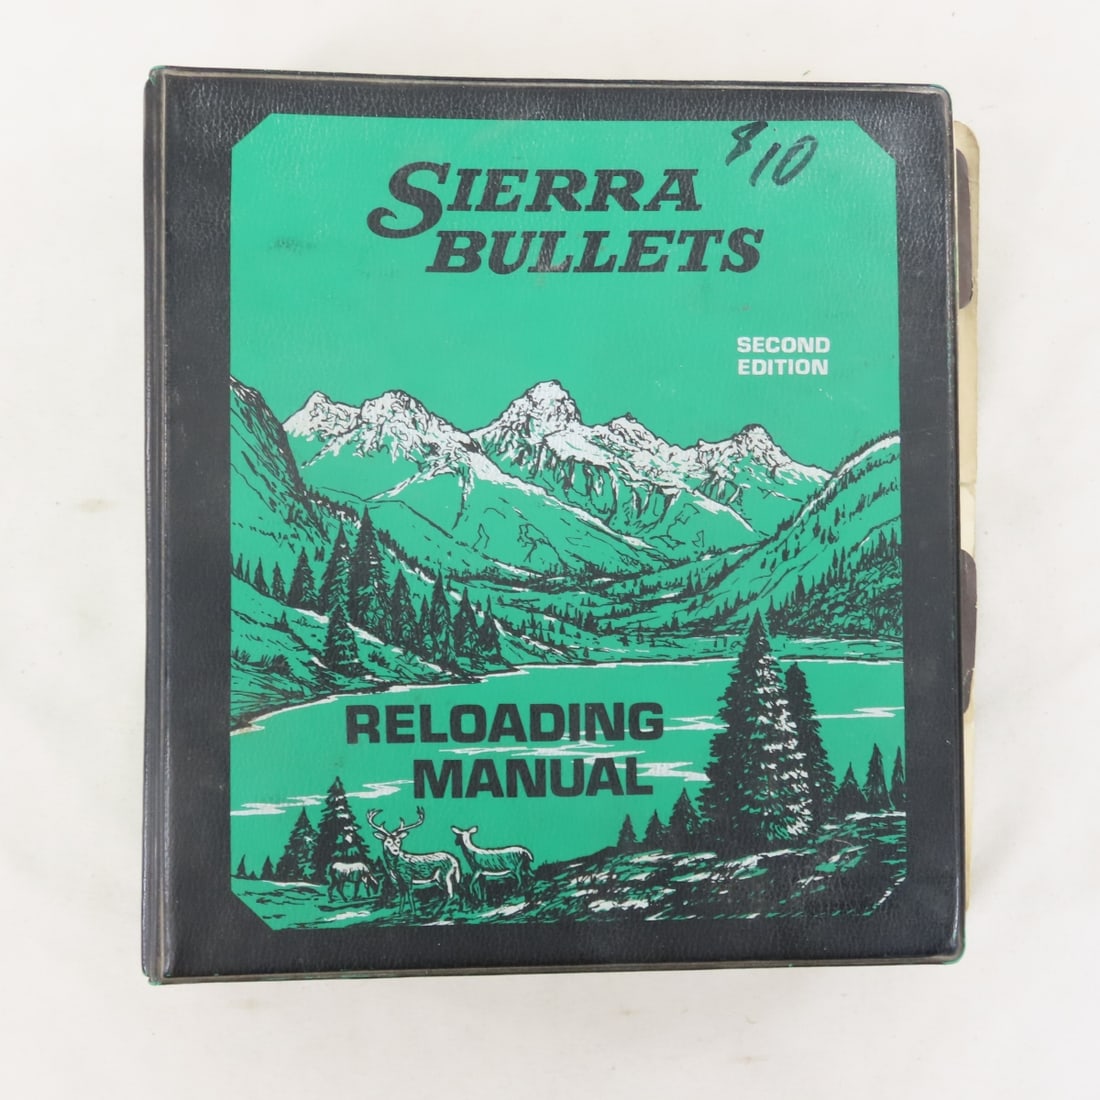 $10
SIERRA
BULLETS
SECOND
EDITION
RELOADING
MANUAL